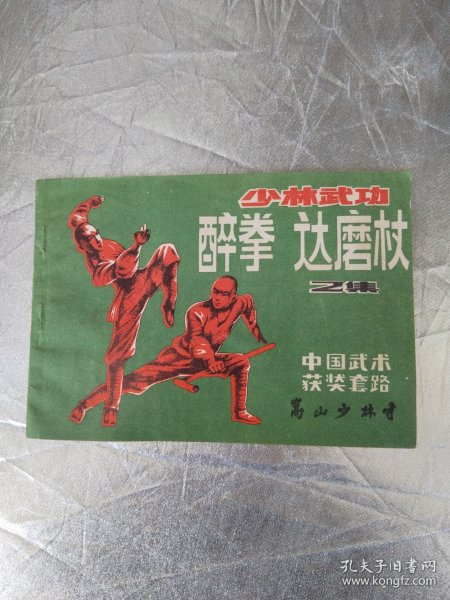 少林武功
醉拳 达磨杖
乙集
中国武术
获奖套路
嵩山少林寺
孔夫子旧书网
www.kongfz.com